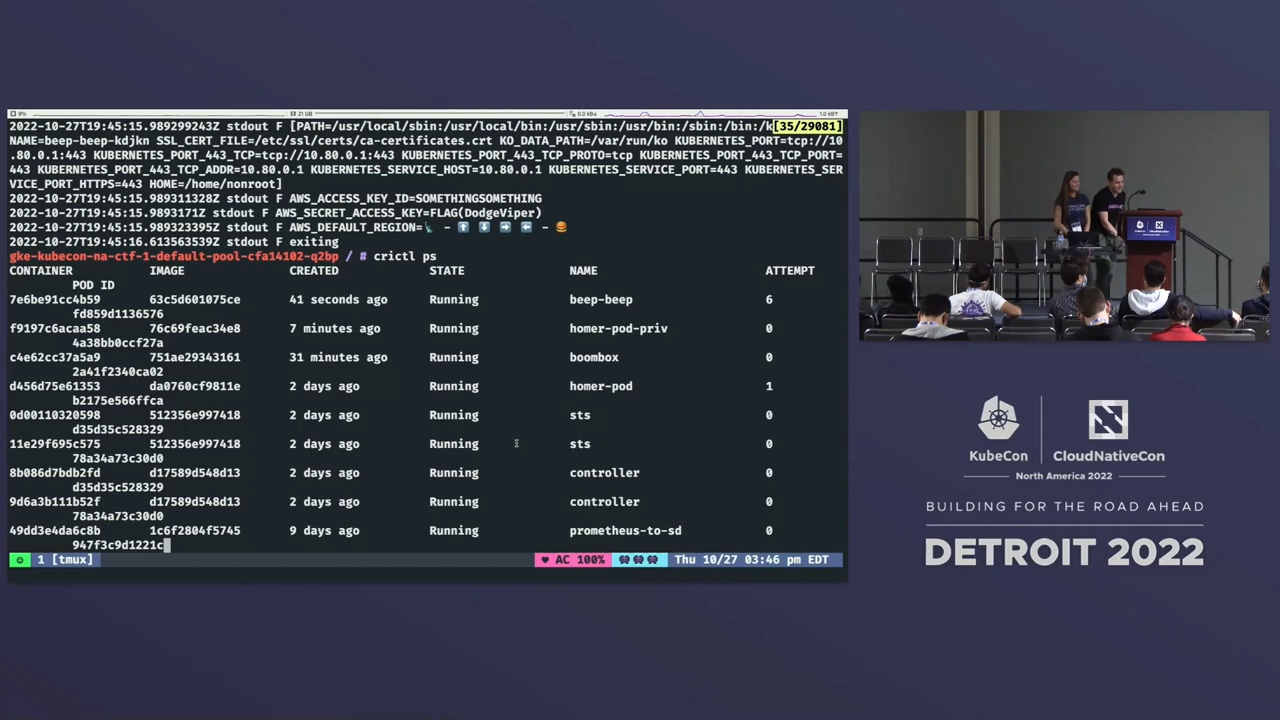 9%
21 GB
0.0 kB↑
1.0 kB↑
2022-10-27T19:45:15.989299243Z stdout F [PATH=/usr/local/sbin:/usr/local/bin:/usr/sbin:/usr/bin:/sbin:/bin:/k[35/29081]
NAME=beep-beep-kdjkn SSL_CERT_FILE=/etc/ssl/certs/ca-certificates.crt KO_DATA_PATH=/var/run/ko KUBERNETES_PORT=tcp://10
.80.0.1:443 KUBERNETES_PORT_443_TCP=tcp://10.80.0.1:443 KUBERNETES_PORT_443_TCP_PROTO=tcp KUBERNETES_PORT_443_TCP_PORT=
443 KUBERNETES_PORT_443_TCP_ADDR=10.80.0.1 KUBERNETES_SERVICE_HOST=10.80.0.1 KUBERNETES_SERVICE_PORT=443 KUBERNETES_SER
VICE_PORT_HTTPS=443 HOME=/home/nonroot]
2022-10-27T19:45:15.989311328Z stdout F AWS_ACCESS_KEY_ID=SOMETHINGSOMETHING
2022-10-27T19:45:15.9893171Z stdout F AWS_SECRET_ACCESS_KEY=FLAG(DodgeViper)
2022-10-27T19:45:15.989323395Z stdout F AWS_DEFAULT_REGION=🗽 - ⬆️ ⬇️ ➡️ ⬅️ - 🍔
2022-10-27T19:45:16.613563539Z stdout F exiting
gke-kubecon-na-ctf-1-default-pool-cfa14102-q2bp / # crictl ps
CONTAINER IMAGE CREATED STATE NAME ATTEMPT
POD ID
7e6be91cc4b59 63c5d601075ce 41 seconds ago Running beep-beep 6
fd859d1136576
f9197c6acaa58 76c69feac34e8 7 minutes ago Running homer-pod-priv 0
4a38bb0ccf27a
c4e62cc37a5a9 751ae29343161 31 minutes ago Running boombox 0
2a41f2340ca02
d456d75e61353 da0760cf9811e 2 days ago Running homer-pod 1
b2175e566ffca
0d00110320598 512356e997418 2 days ago Running sts 0
d35d35c528329
11e29f695c575 512356e997418 2 days ago Running sts 0
78a34a73c30d0
8b086d7bdb2fd d17589d548d13 2 days ago Running controller 0
d35d35c528329
9d6a3b111b52f d17589d548d13 2 days ago Running controller 0
78a34a73c30d0
49dd3e4da6c8b 1c6f2804f5745 9 days ago Running prometheus-to-sd 0
947f3c9d1221c
1 [tmux]
♥ AC 100%
Thu 10/27 03:46 pm EDT
KubeCon
CloudNativeCon
North America 2022
BUILDING FOR THE ROAD AHEAD
DETROIT 2022